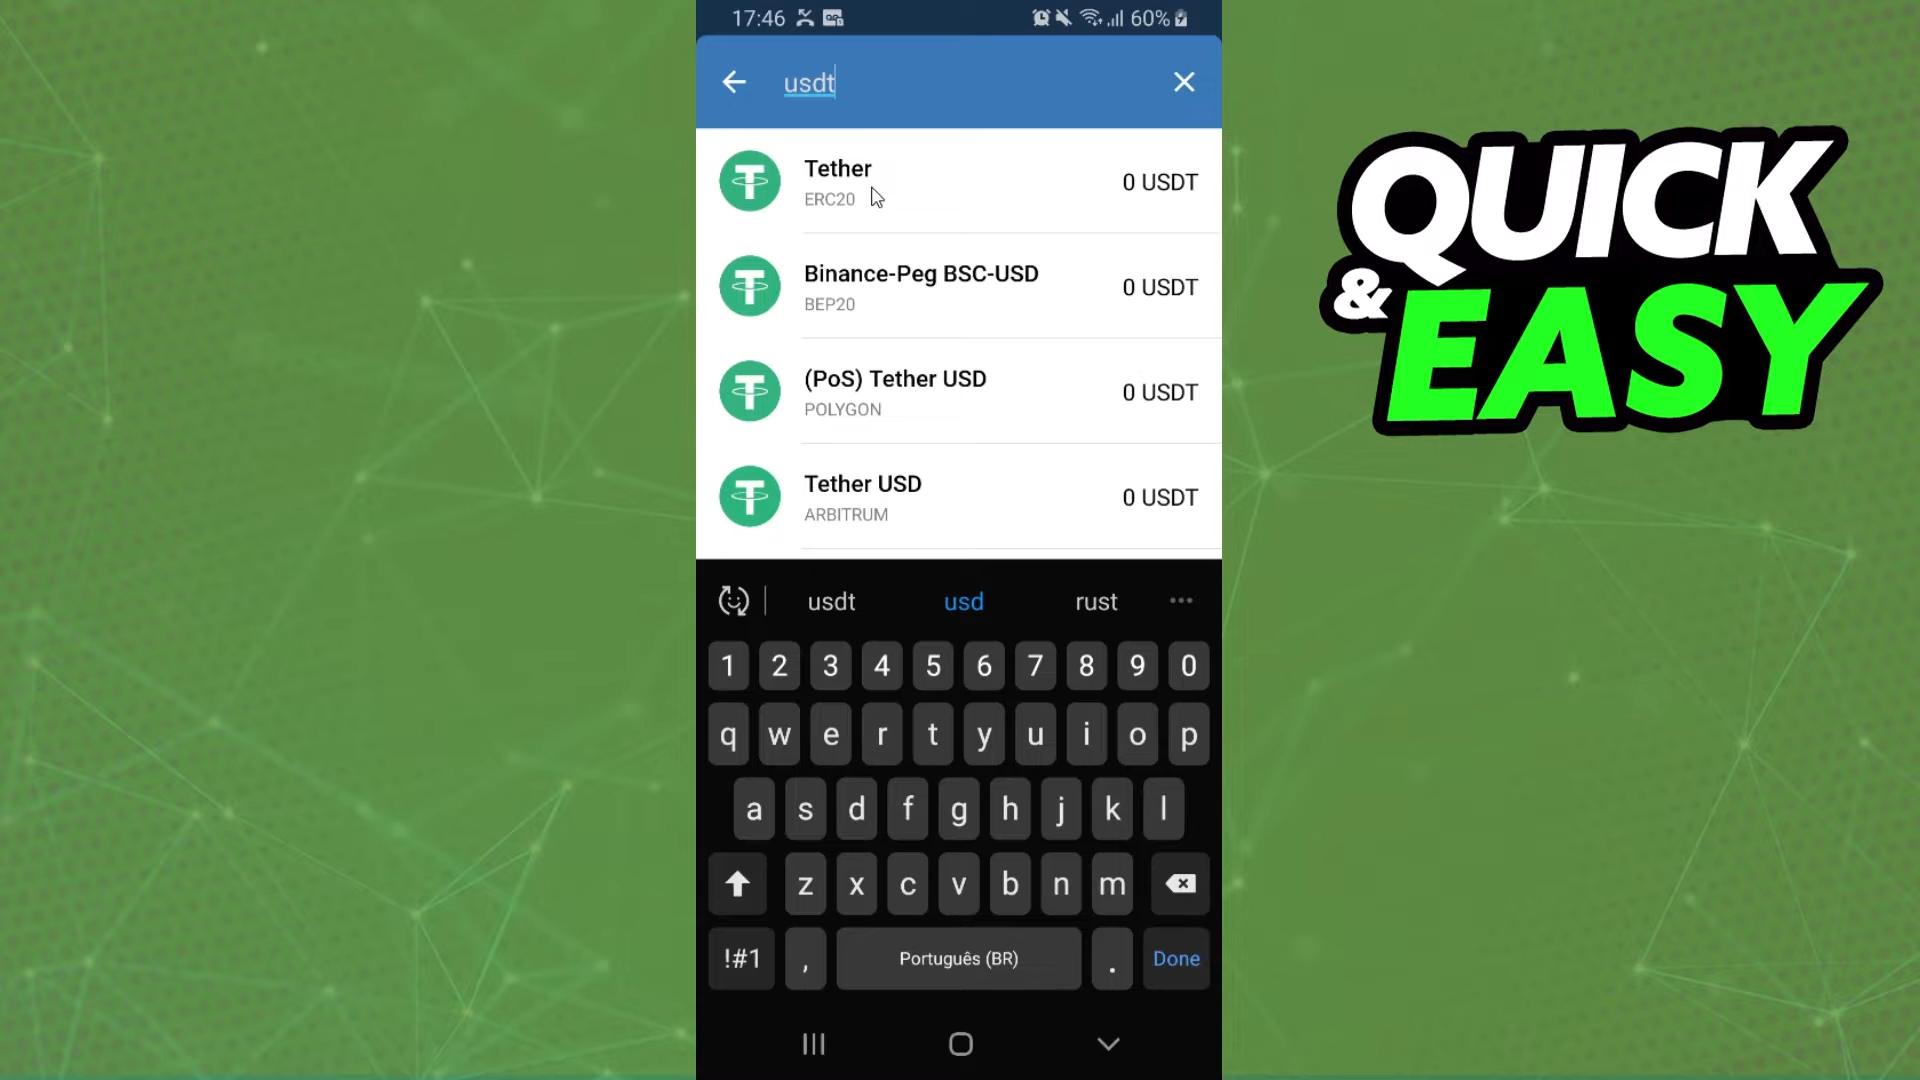 17:46 60%
usdt
Tether
ERC20
0 USDT
Binance-Peg BSC-USD
BEP20
0 USDT
(PoS) Tether USD
POLYGON
0 USDT
Tether USD
ARBITRUM
0 USDT
usdt usd rust
1 2 3 4 5 6 7 8 9 0
q w e r t y u i o p
a s d f g h j k l
z x c v b n m
!#1 , Português (BR) . Done
QUICK
& EASY